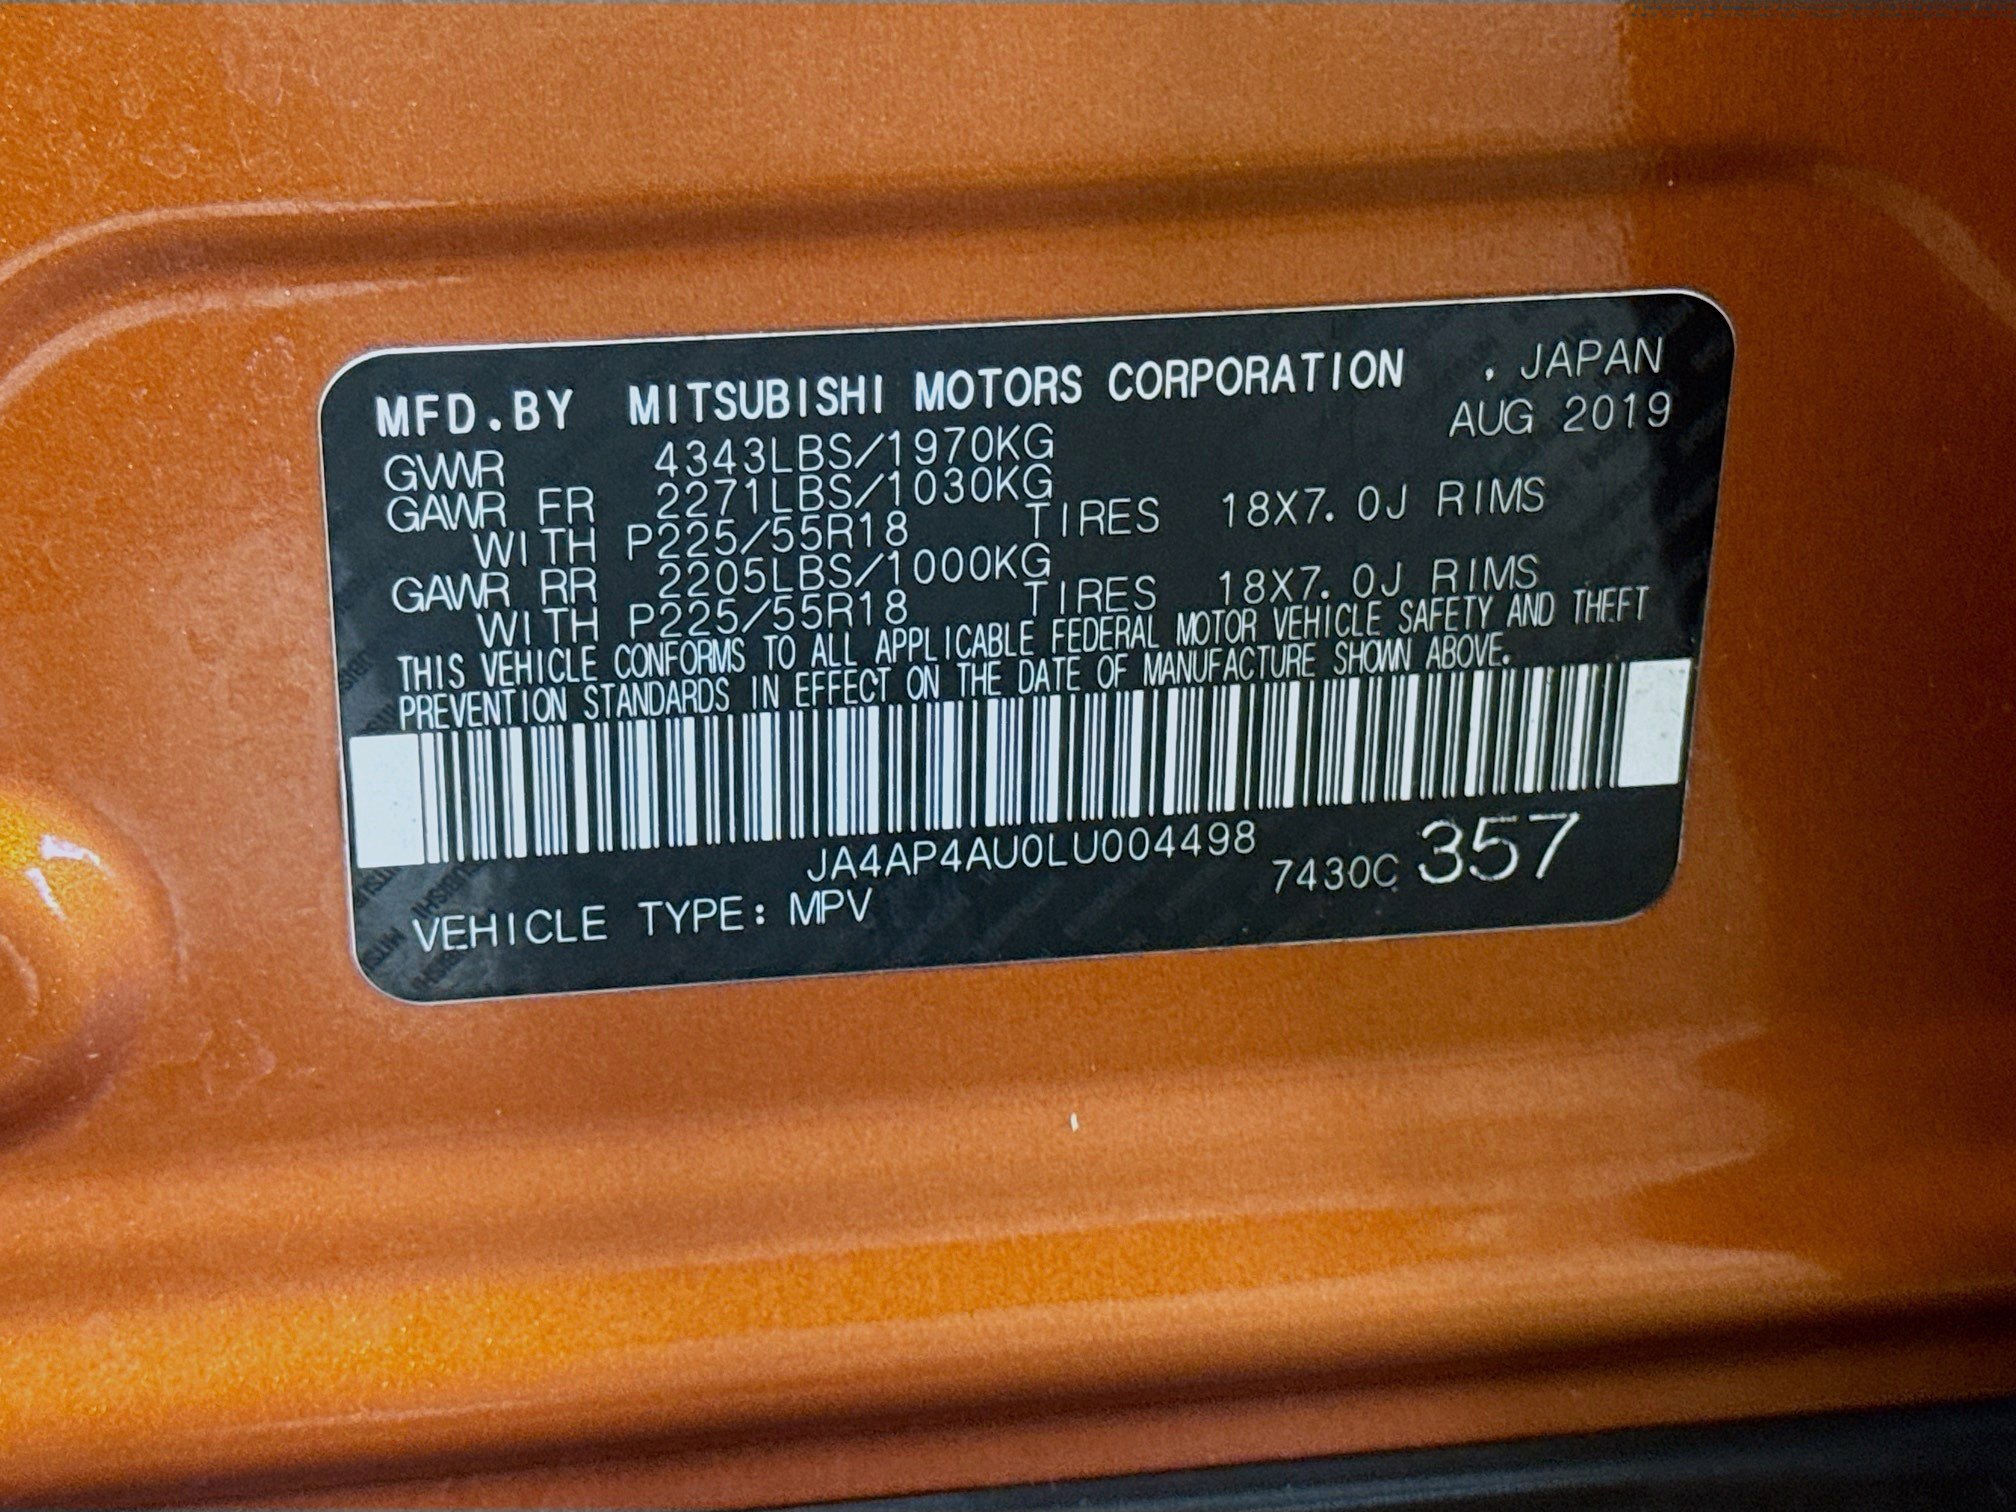 MFD.BY MITSUBISHI MOTORS CORPORATION , JAPAN
AUG 2019
GVWR 4343LBS/1970KG
GAWR FR 2271LBS/1030KG
WITH P225/55R18 TIRES 18X7.0J RIMS
GAWR RR 2205LBS/1000KG
WITH P225/55R18 TIRES 18X7.0J RIMS
THIS VEHICLE CONFORMS TO ALL APPLICABLE FEDERAL MOTOR VEHICLE SAFETY AND THEFT
PREVENTION STANDARDS IN EFFECT ON THE DATE OF MANUFACTURE SHOWN ABOVE.
JA4AP4AU0LU004498
VEHICLE TYPE: MPV 7430C 357